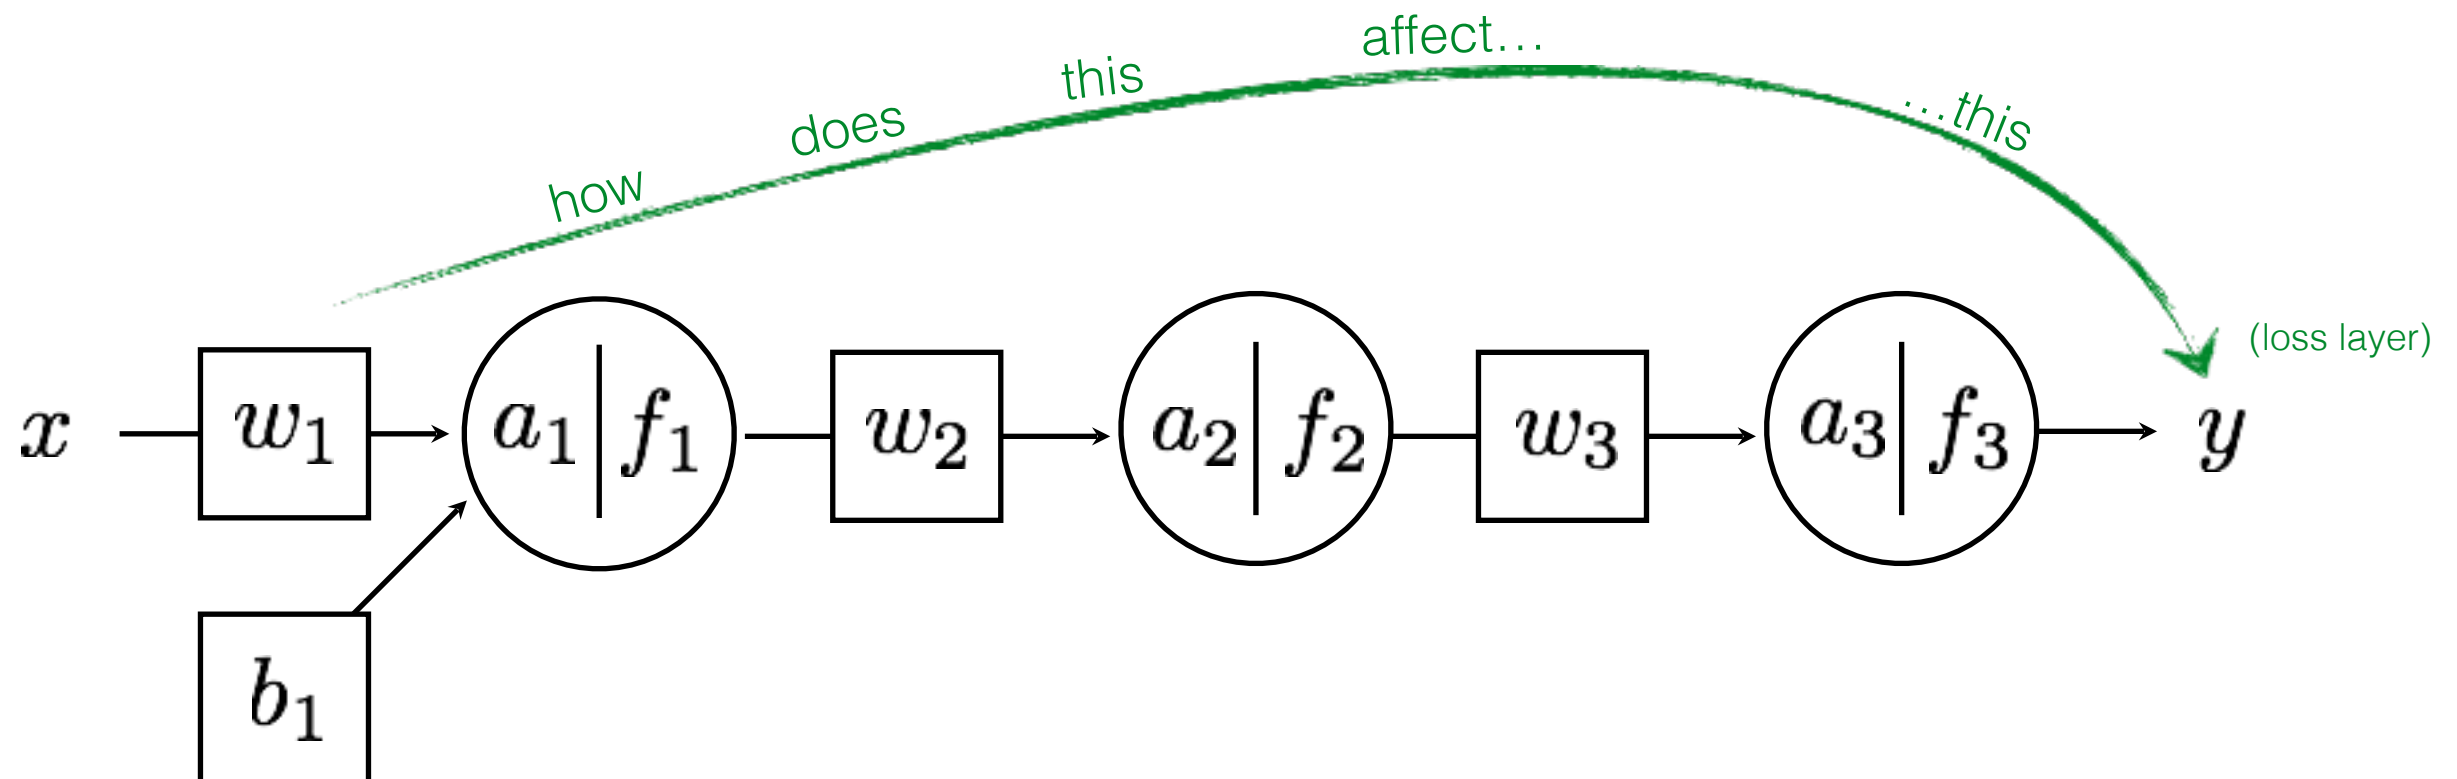 how does this affect... ...this
(loss layer)
x w₁ a₁ | f₁ w₂ a₂ | f₂ w₃ a₃ | f₃ y
b₁